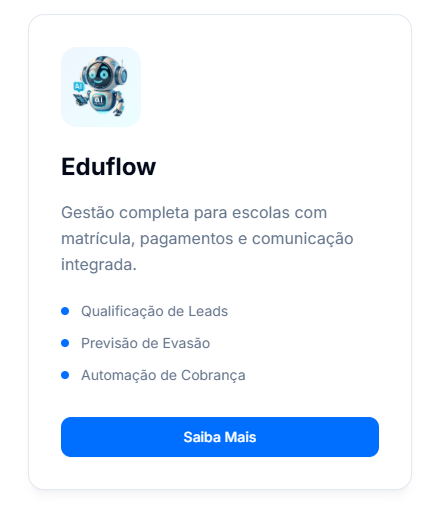 AI
a.i
Eduflow
Gestão completa para escolas com
matrícula, pagamentos e comunicação
integrada.
Qualificação de Leads
Previsão de Evasão
Automação de Cobrança
Saiba Mais